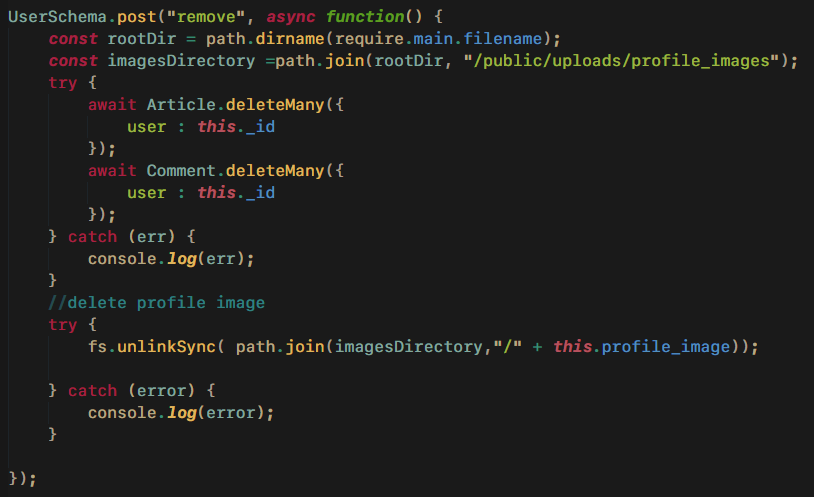 UserSchema.post("remove", async function() {
    const rootDir = path.dirname(require.main.filename);
    const imagesDirectory =path.join(rootDir, "/public/uploads/profile_images");
    try {
        await Article.deleteMany({
            user : this._id
        });
        await Comment.deleteMany({
            user : this._id
        });
    } catch (err) {
        console.log(err);
    }
    //delete profile image
    try {
        fs.unlinkSync( path.join(imagesDirectory,"/" + this.profile_image));

    } catch (error) {
        console.log(error);
    }

});